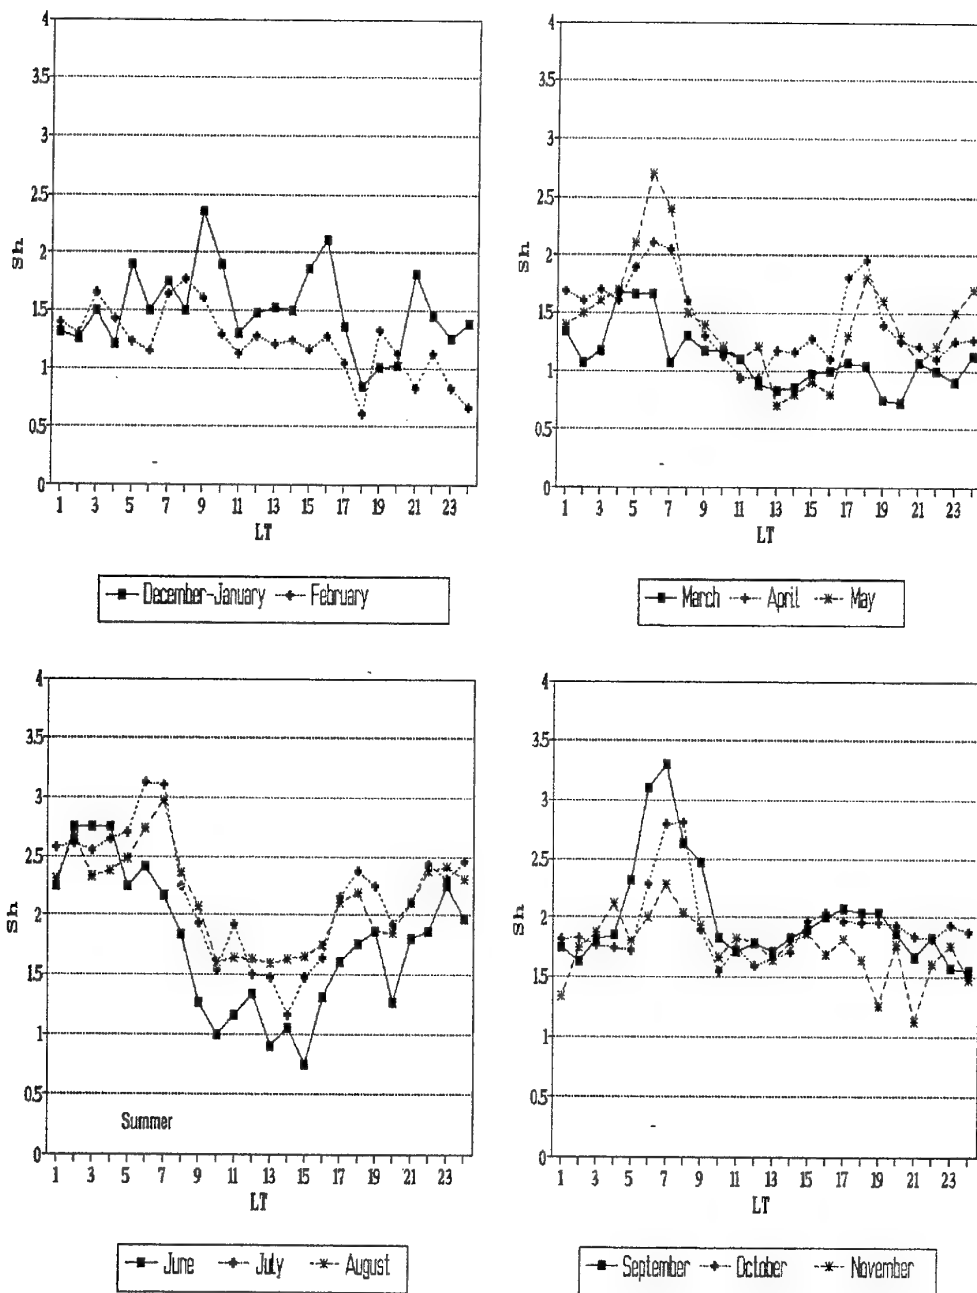 4
3.5
3
2.5
2
1.5
1
0.5
0
Sh
1 3 5 7 9 11 13 15 17 19 21 23
LT
December-January February
4
3.5
3
2.5
2
1.5
1
0.5
0
Sh
1 3 5 7 9 11 13 15 17 19 21 23
LT
March April May
4
3.5
3
2.5
2
1.5
1
0.5
0
Sh
Summer
1 3 5 7 9 11 13 15 17 19 21 23
LT
June July August
4
3.5
3
2.5
2
1.5
1
0.5
0
Sh
1 3 5 7 9 11 13 15 17 19 21 23
LT
September October November